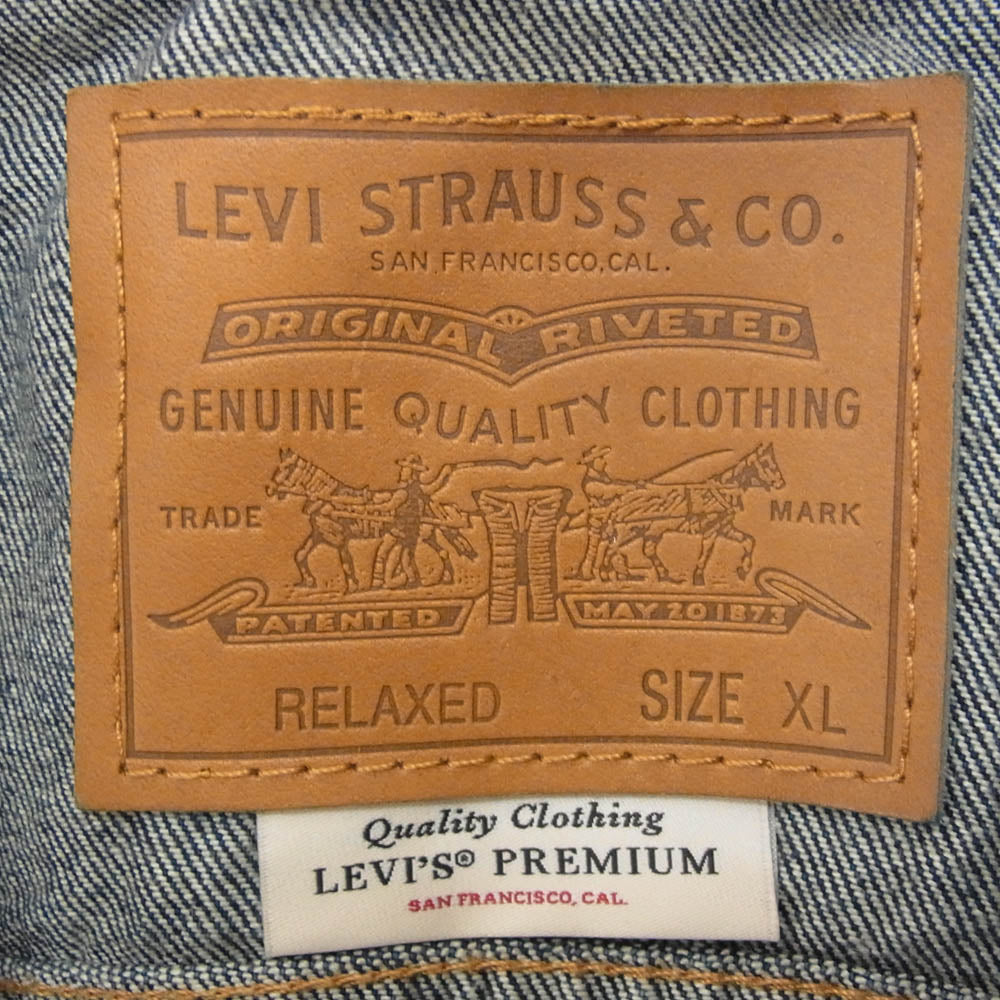 LEVI STRAUSS & CO.
SAN FRANCISCO, CAL.
ORIGINAL RIVETED
GENUINE QUALITY CLOTHING
TRADE MARK
PATENTED MAY 20 1873
RELAXED SIZE XL
Quality Clothing
LEVI'S® PREMIUM
SAN FRANCISCO, CAL.